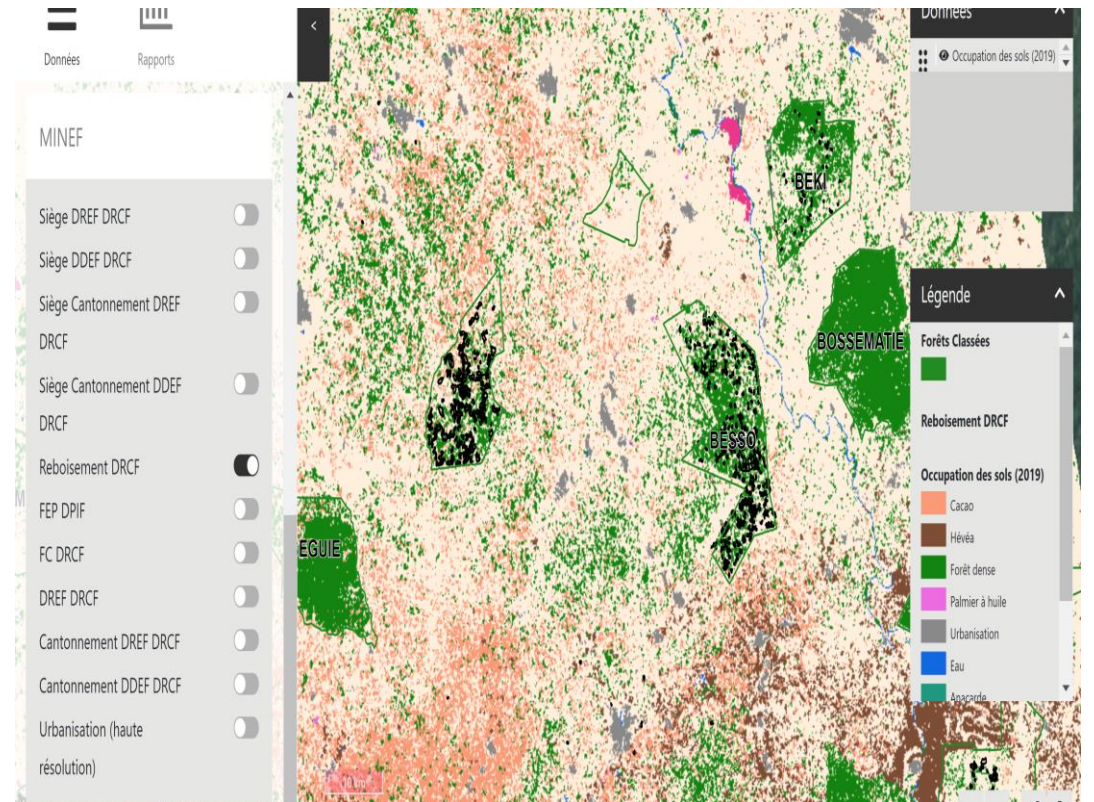 Données
Rapports
MINEF
Siège DREF DRCF
Siège DDEF DRCF
Siège Cantonnement DREF
DRCF
Siège Cantonnement DDEF
DRCF
Reboisement DRCF
FEP DPIF
FC DRCF
DREF DRCF
Cantonnement DREF DRCF
Cantonnement DDEF DRCF
Urbanisation (haute
résolution)
BEKI
BOSSEMATIE
BESSO
EGUIE
10 km
Données
Occupation des sols (2019)
Légende
Forêts Classées
Reboisement DRCF
Occupation des sols (2019)
Cacao
Hévéa
Forêt dense
Palmier à huile
Urbanisation
Eau
Anacarde